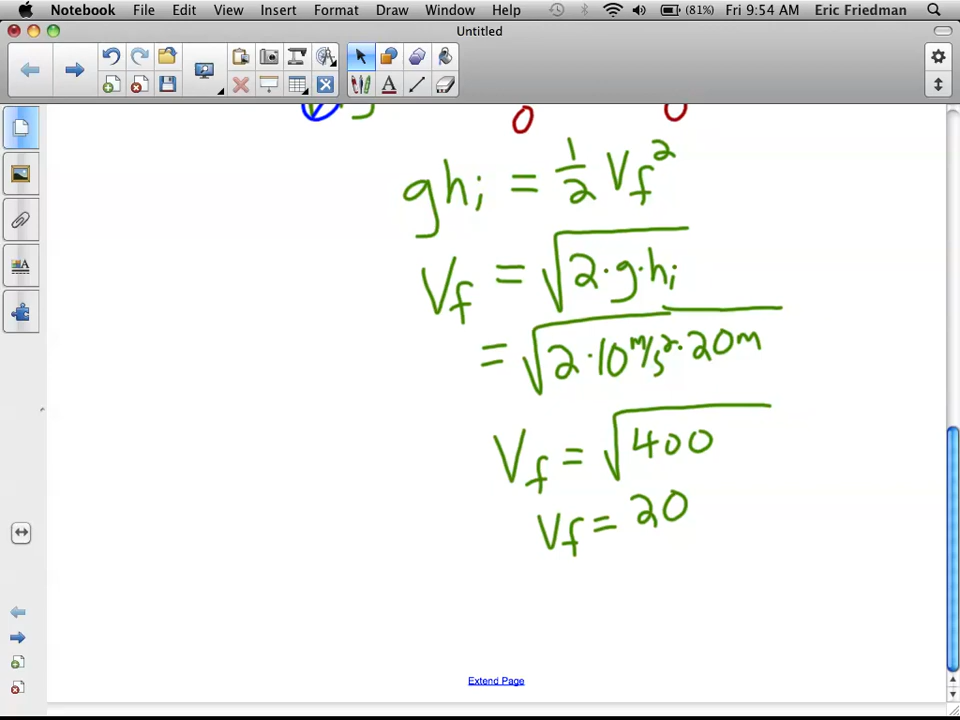 Notebook File Edit View Insert Format Draw Window Help (81%) Fri 9:54 AM Eric Friedman
Untitled
0 0
ghi = 1/2 Vf²
Vf = √2·g·hi
= √2·10 m/s²·20m
Vf = √400
Vf = 20
Extend Page